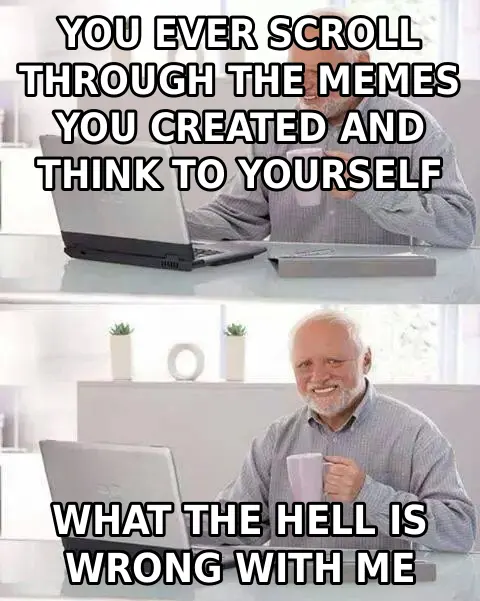 YOU EVER SCROLL
THROUGH THE MEMES
YOU CREATED AND
THINK TO YOURSELF
WHAT THE HELL IS
WRONG WITH ME